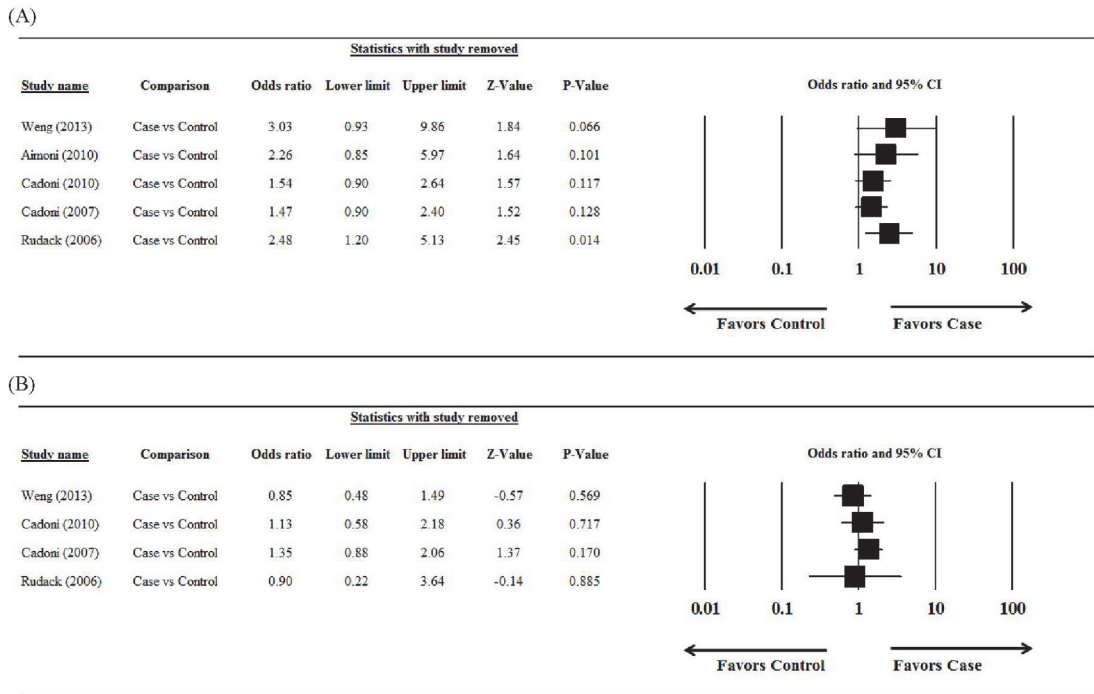 (A)
Statistics with study removed
Study name Comparison Odds ratio Lower limit Upper limit Z-Value P-Value Odds ratio and 95% CI
Weng (2013) Case vs Control 3.03 0.93 9.86 1.84 0.066
Aimoni (2010) Case vs Control 2.26 0.85 5.97 1.64 0.101
Cadoni (2010) Case vs Control 1.54 0.90 2.64 1.57 0.117
Cadoni (2007) Case vs Control 1.47 0.90 2.40 1.52 0.128
Rudack (2006) Case vs Control 2.48 1.20 5.13 2.45 0.014
0.01 0.1 1 10 100
Favors Control Favors Case
(B)
Statistics with study removed
Study name Comparison Odds ratio Lower limit Upper limit Z-Value P-Value Odds ratio and 95% CI
Weng (2013) Case vs Control 0.85 0.48 1.49 -0.57 0.569
Cadoni (2010) Case vs Control 1.13 0.58 2.18 0.36 0.717
Cadoni (2007) Case vs Control 1.35 0.88 2.06 1.37 0.170
Rudack (2006) Case vs Control 0.90 0.22 3.64 -0.14 0.885
0.01 0.1 1 10 100
Favors Control Favors Case